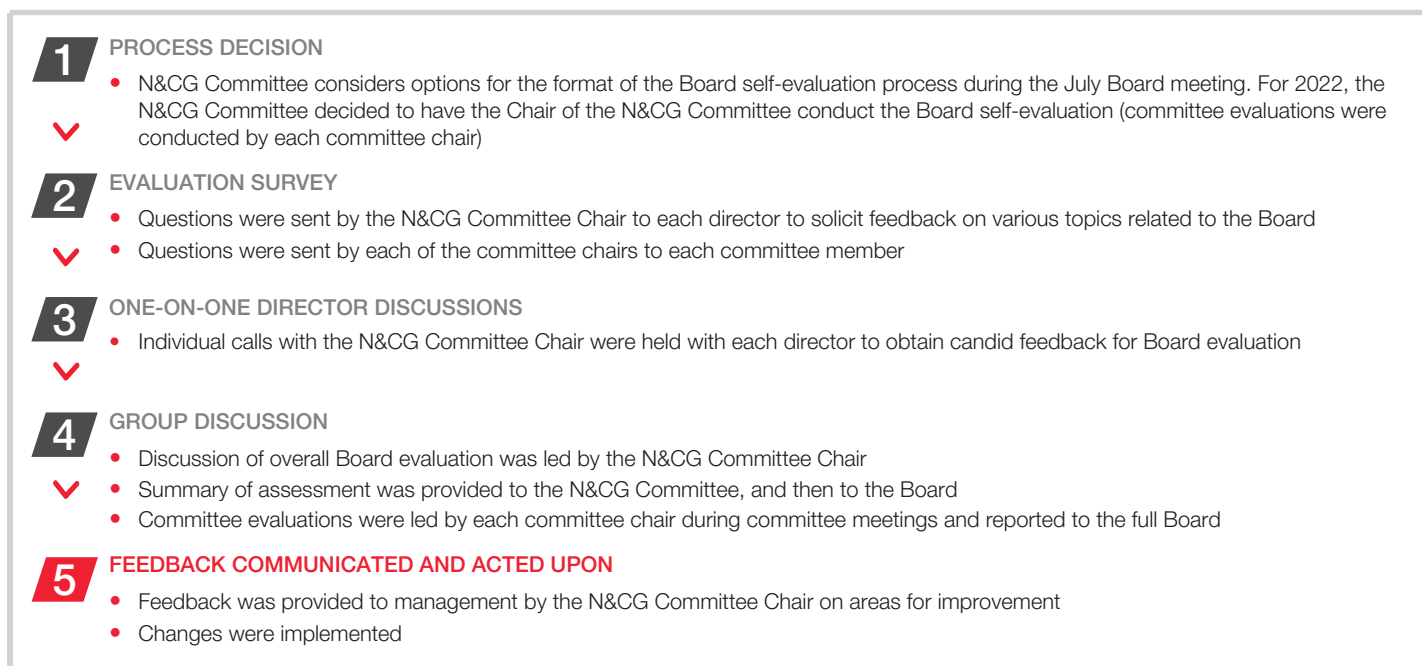 1 PROCESS DECISION
• N&CG Committee considers options for the format of the Board self-evaluation process during the July Board meeting. For 2022, the
N&CG Committee decided to have the Chair of the N&CG Committee conduct the Board self-evaluation (committee evaluations were
conducted by each committee chair)
2 EVALUATION SURVEY
• Questions were sent by the N&CG Committee Chair to each director to solicit feedback on various topics related to the Board
• Questions were sent by each of the committee chairs to each committee member
3 ONE-ON-ONE DIRECTOR DISCUSSIONS
• Individual calls with the N&CG Committee Chair were held with each director to obtain candid feedback for Board evaluation
4 GROUP DISCUSSION
• Discussion of overall Board evaluation was led by the N&CG Committee Chair
• Summary of assessment was provided to the N&CG Committee, and then to the Board
• Committee evaluations were led by each committee chair during committee meetings and reported to the full Board
5 FEEDBACK COMMUNICATED AND ACTED UPON
• Feedback was provided to management by the N&CG Committee Chair on areas for improvement
• Changes were implemented